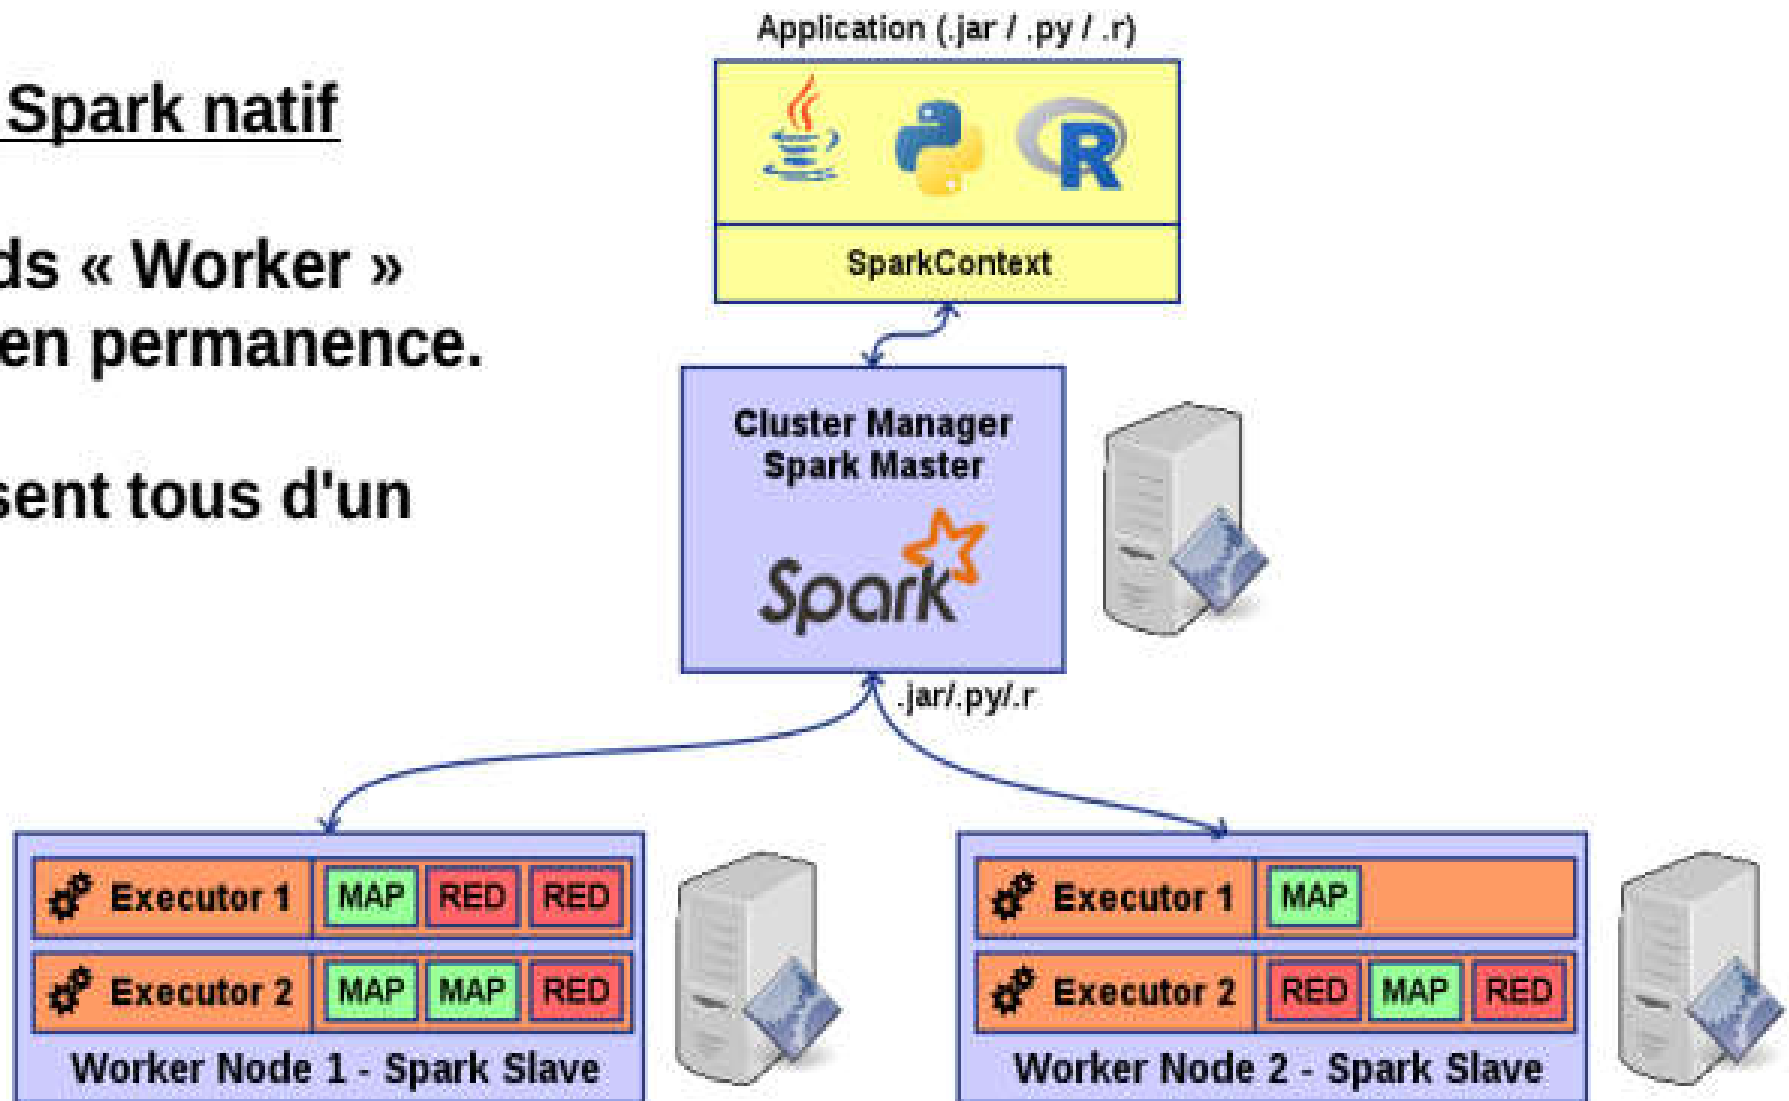 Spark natif
ds « Worker »
en permanence.
sent tous d'un
Application (.jar / .py / .r)
R
SparkContext
Cluster Manager
Spark Master
Spark
.jar/.py/.r
Executor 1 MAP RED RED
Executor 2 MAP MAP RED
Worker Node 1 - Spark Slave
Executor 1 MAP
Executor 2 RED MAP RED
Worker Node 2 - Spark Slave